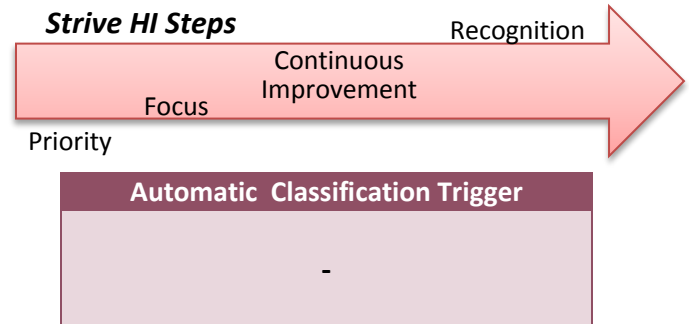 Strive HI Steps
Recognition
Continuous
Improvement
Focus
Priority
Automatic Classification Trigger
-